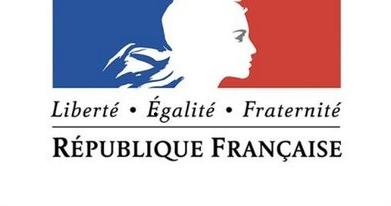 Liberté • Égalité • Fraternité
RÉPUBLIQUE FRANÇAISE